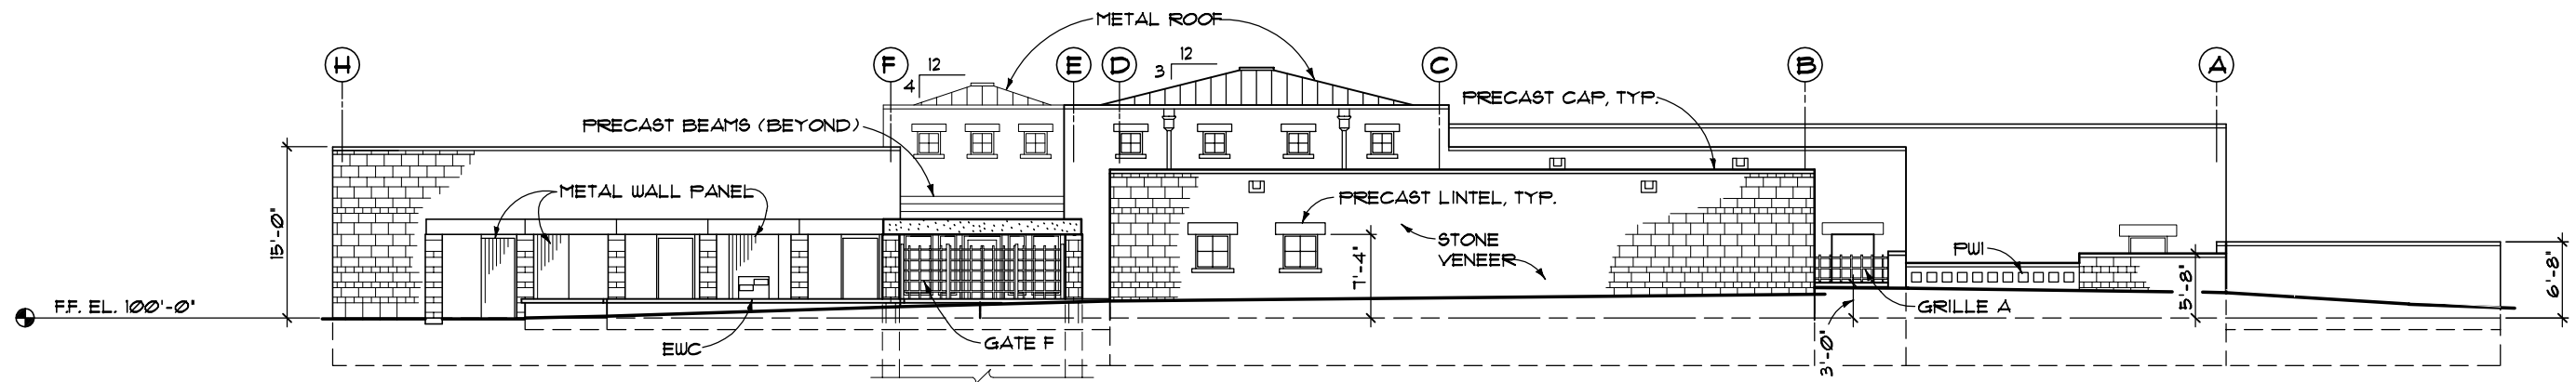 METAL ROOF
H
F
E
D
C
B
A
12
4
12
3
PRECAST CAP, TYP.
PRECAST BEAMS (BEYOND)
METAL WALL PANEL
PRECAST LINTEL, TYP.
15'-0"
STONE
VENEER
7'-4"
PWI
5'-8"
6'-8"
F.F. EL. 100'-0"
GRILLE A
3'-0"
EWC
GATE F